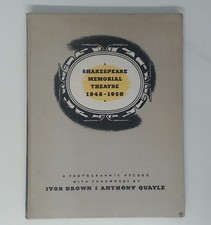 SHAKESPEARE
MEMORIAL
THEATRE
1948-1950
A PHOTOGRAPHIC RECORD
WITH FOREWORDS BY
IVOR BROWN & ANTHONY QUAYLE